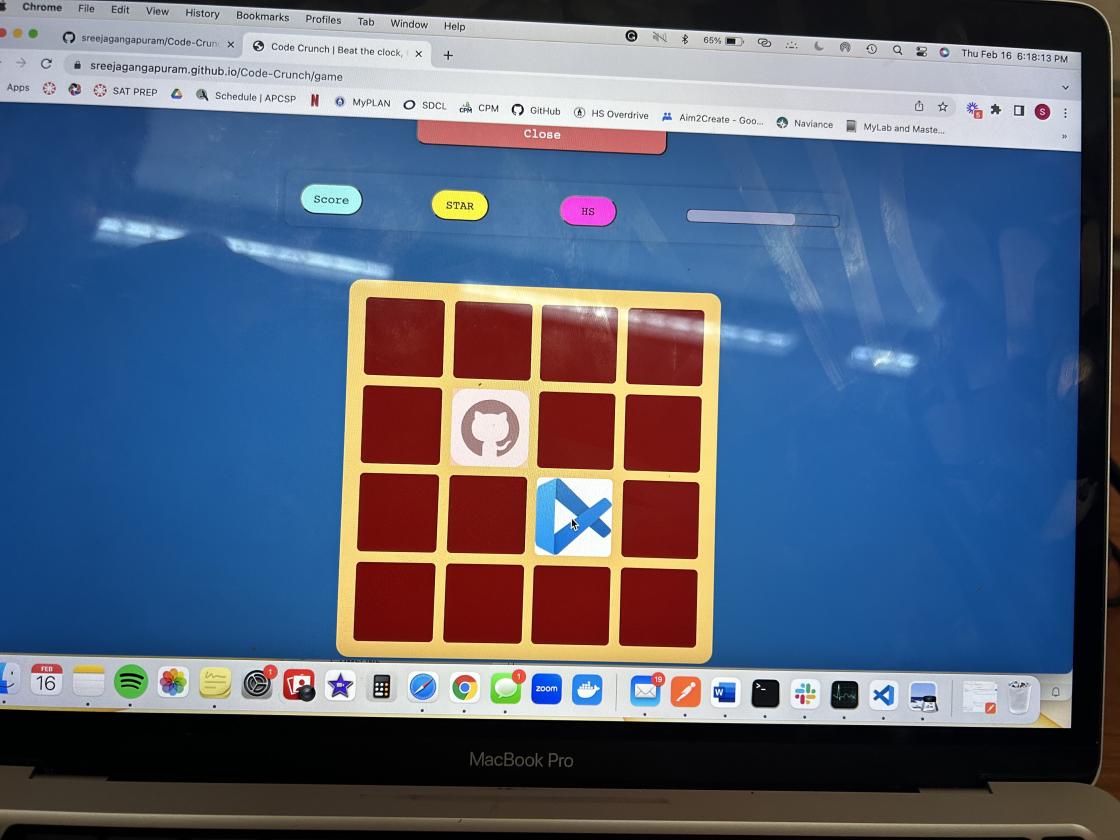 Chrome File Edit View History Bookmarks Profiles Tab Window Help 65% Thu Feb 16 6:18:13 PM
sreejagangapuram/Code-Crun Code Crunch | Beat the clock,
sreejagangapuram.github.io/Code-Crunch/game S
Apps SAT PREP Schedule | APCSP MyPLAN SDCL CPM GitHub HS Overdrive Aim2Create - Goo... Naviance MyLab and Maste... »
Close
Score STAR HS
FEB
16
1
1
zoom
19
W
MacBook Pro